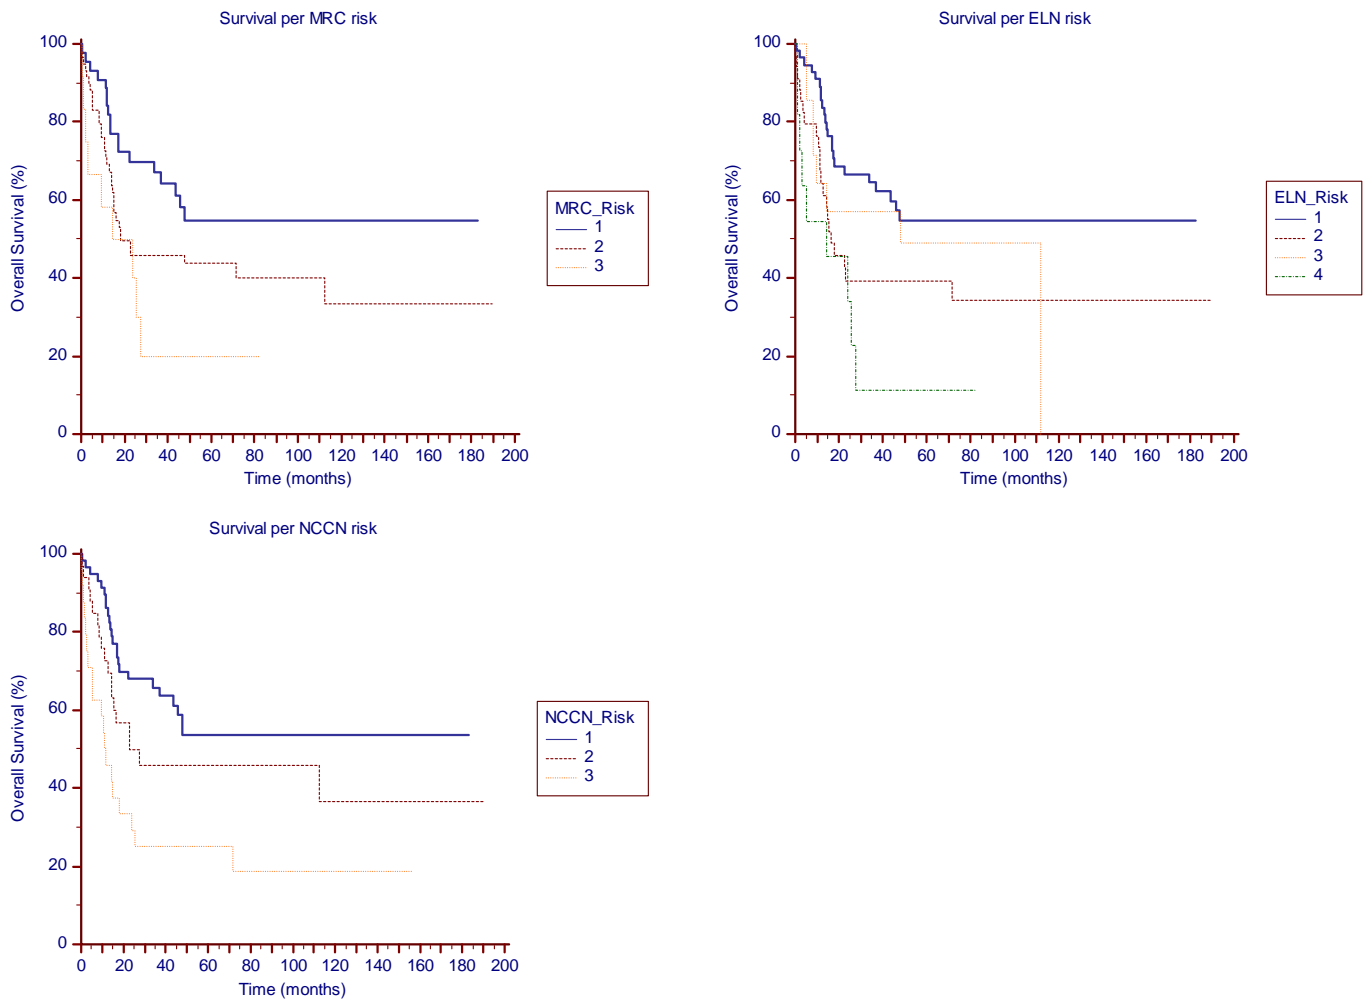 Survival per MRC risk
100
80
60
40
20
0
Overall Survival (%)
0 20 40 60 80 100 120 140 160 180 200
Time (months)
MRC_Risk
1
2
3
Survival per ELN risk
100
80
60
40
20
0
Overall Survival (%)
0 20 40 60 80 100 120 140 160 180 200
Time (months)
ELN_Risk
1
2
3
4
Survival per NCCN risk
100
80
60
40
20
0
Overall Survival (%)
0 20 40 60 80 100 120 140 160 180 200
Time (months)
NCCN_Risk
1
2
3